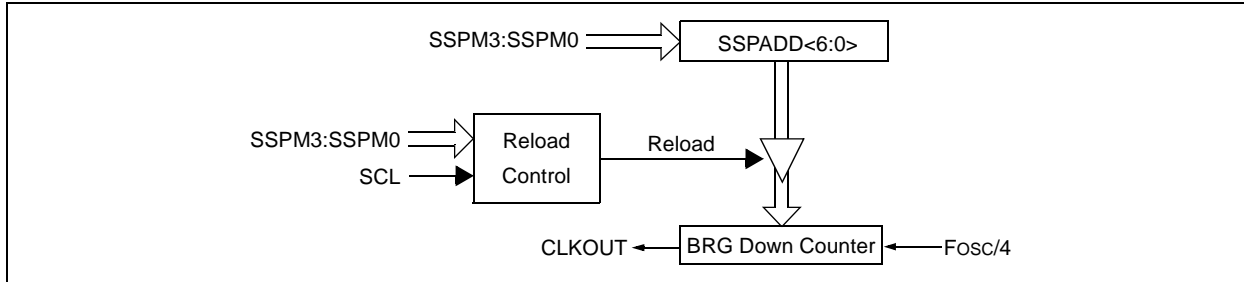 SSPM3:SSPM0
SSPADD<6:0>
SSPM3:SSPM0
SCL
Reload
Control
Reload
CLKOUT
BRG Down Counter
FOSC/4